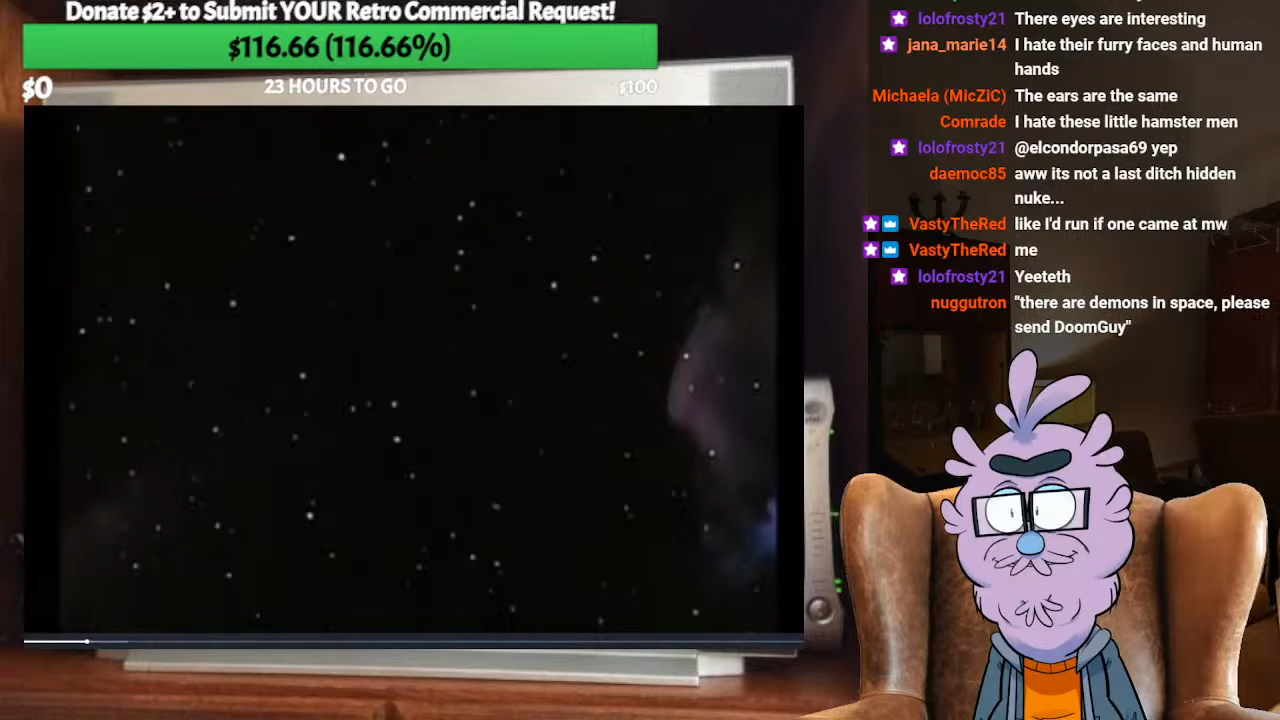 Donate $2+ to Submit YOUR Retro Commercial Request!
$116.66 (116.66%)
$0
23 HOURS TO GO
$100
lolofrosty21 There eyes are interesting
jana_marie14 I hate their furry faces and human
hands
Michaela (MicZiC) The ears are the same
Comrade I hate these little hamster men
lolofrosty21 @elcondorpasa69 yep
daemoc85 aww its not a last ditch hidden
nuke...
VastyTheRed like I'd run if one came at mw
VastyTheRed me
lolofrosty21 Yeeteth
nuggutron "there are demons in space, please
send DoomGuy"